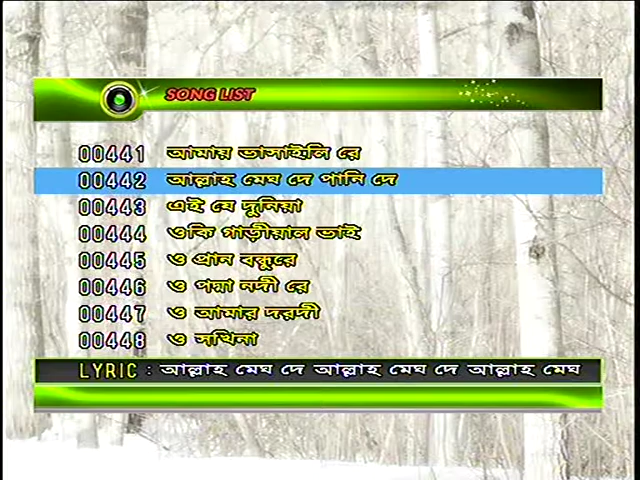 SONG LIST
00441 আমায় ভাসাইলি রে
00442 আল্লাহ মেঘ দে পানি দে
00443 এই যে দুনিয়া
00444 ওকি গাড়ীয়াল ভাই
00445 ও প্রান বন্ধুরে
00446 ও পদ্মা নদী রে
00447 ও আমার দরদী
00448 ও সখিনা
LYRIC : আল্লাহ মেঘ দে আল্লাহ মেঘ দে আল্লাহ মেঘ